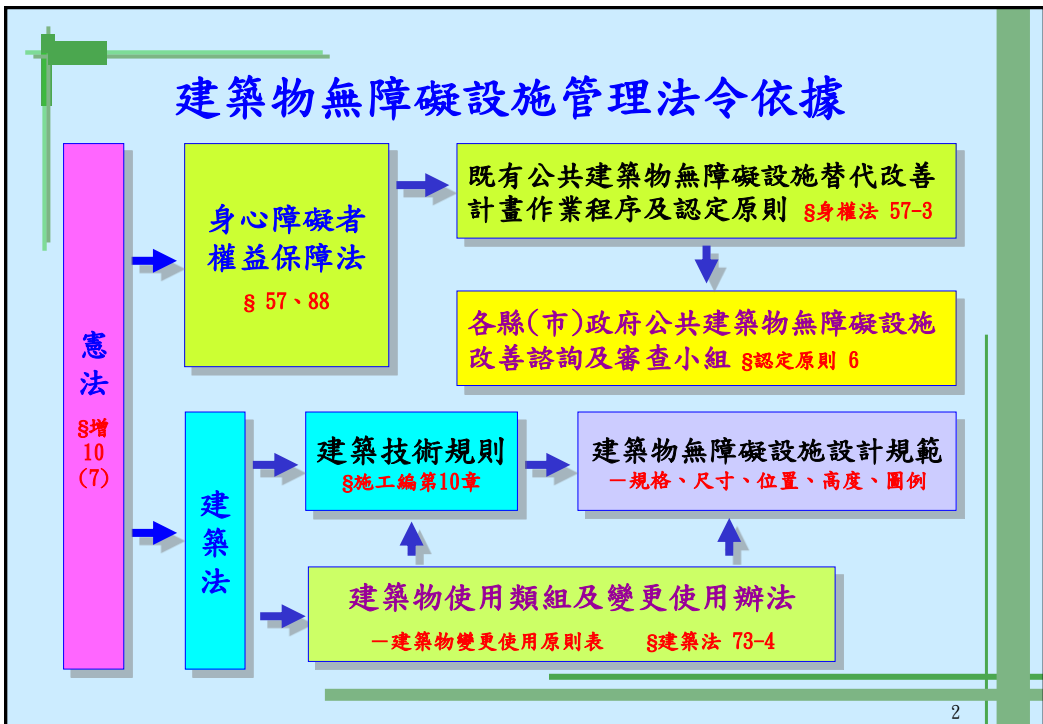 建築物無障礙設施管理法令依據
憲
法
§增
10
(7)
身心障礙者
權益保障法
§ 57、88
既有公共建築物無障礙設施替代改善
計畫作業程序及認定原則 §身權法 57-3
各縣(市)政府公共建築物無障礙設施
改善諮詢及審查小組 §認定原則 6
建
築
法
建築技術規則
§施工編第10章
建築物無障礙設施設計規範
－規格、尺寸、位置、高度、圖例
建築物使用類組及變更使用辦法
－建築物變更使用原則表 §建築法 73-4
2